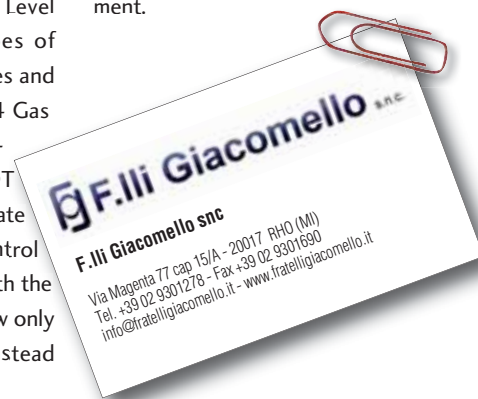 Level
es of
es and
4 Gas
-
ate
ntrol
th the
w only
stead
ment.
F.lli Giacomello s.n.c.
F.lli Giacomello snc
Via Magenta 77 cap 15/A - 20017 RHO (MI)
Tel. +39 02 9301278 - Fax +39 02 9301690
info@fratelligiacomello.it - www.fratelligiacomello.it